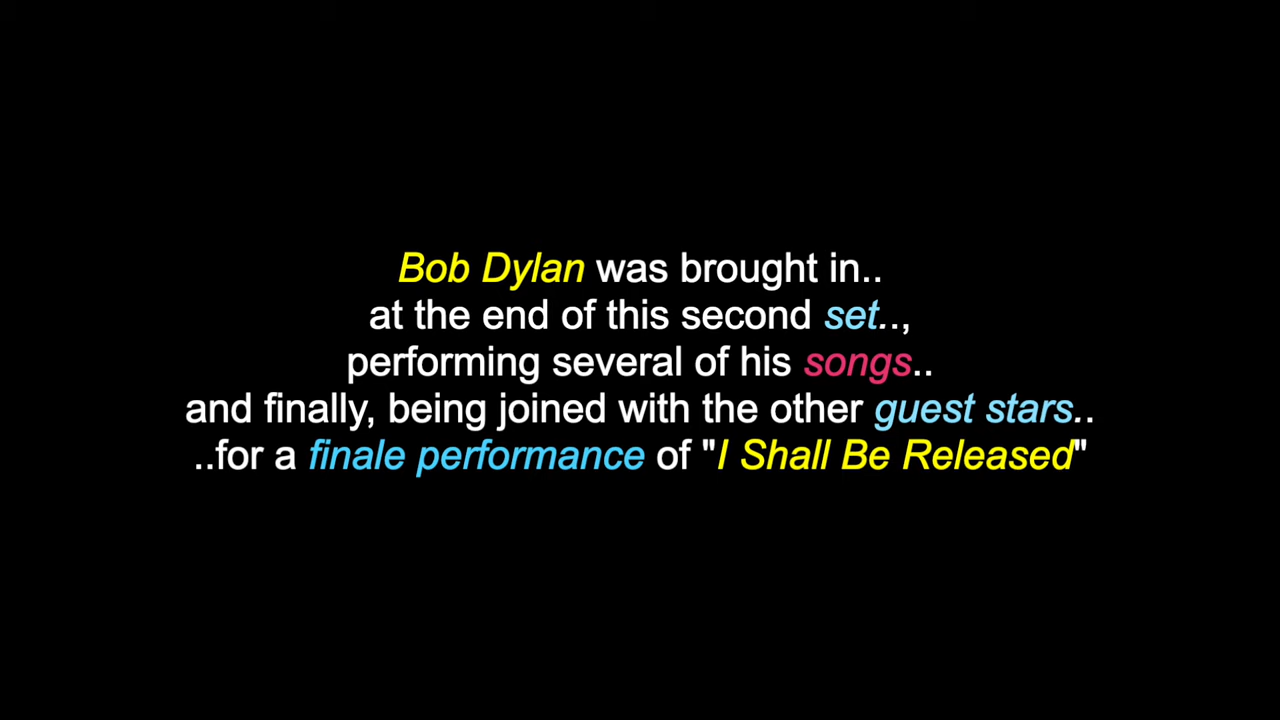 Bob Dylan was brought in..
at the end of this second set..,
performing several of his songs..
and finally, being joined with the other guest stars..
..for a finale performance of "I Shall Be Released"